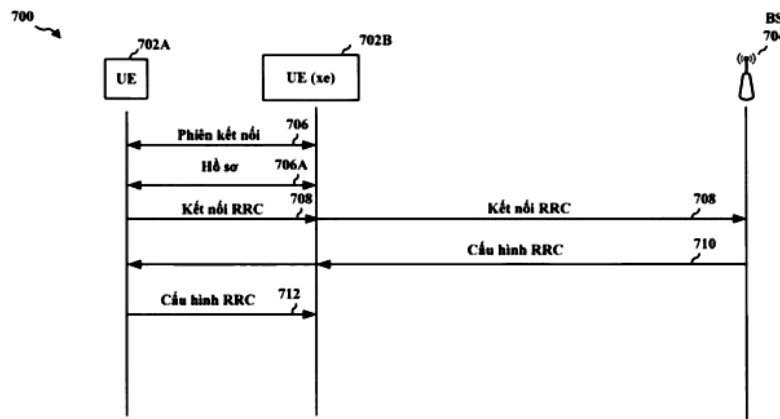 700
702A
702B
BS
704
UE
UE (xe)
Phiên kết nối
706
Hồ sơ
706A
Kết nối RRC
708
Kết nối RRC
708
Cấu hình RRC
710
Cấu hình RRC
712